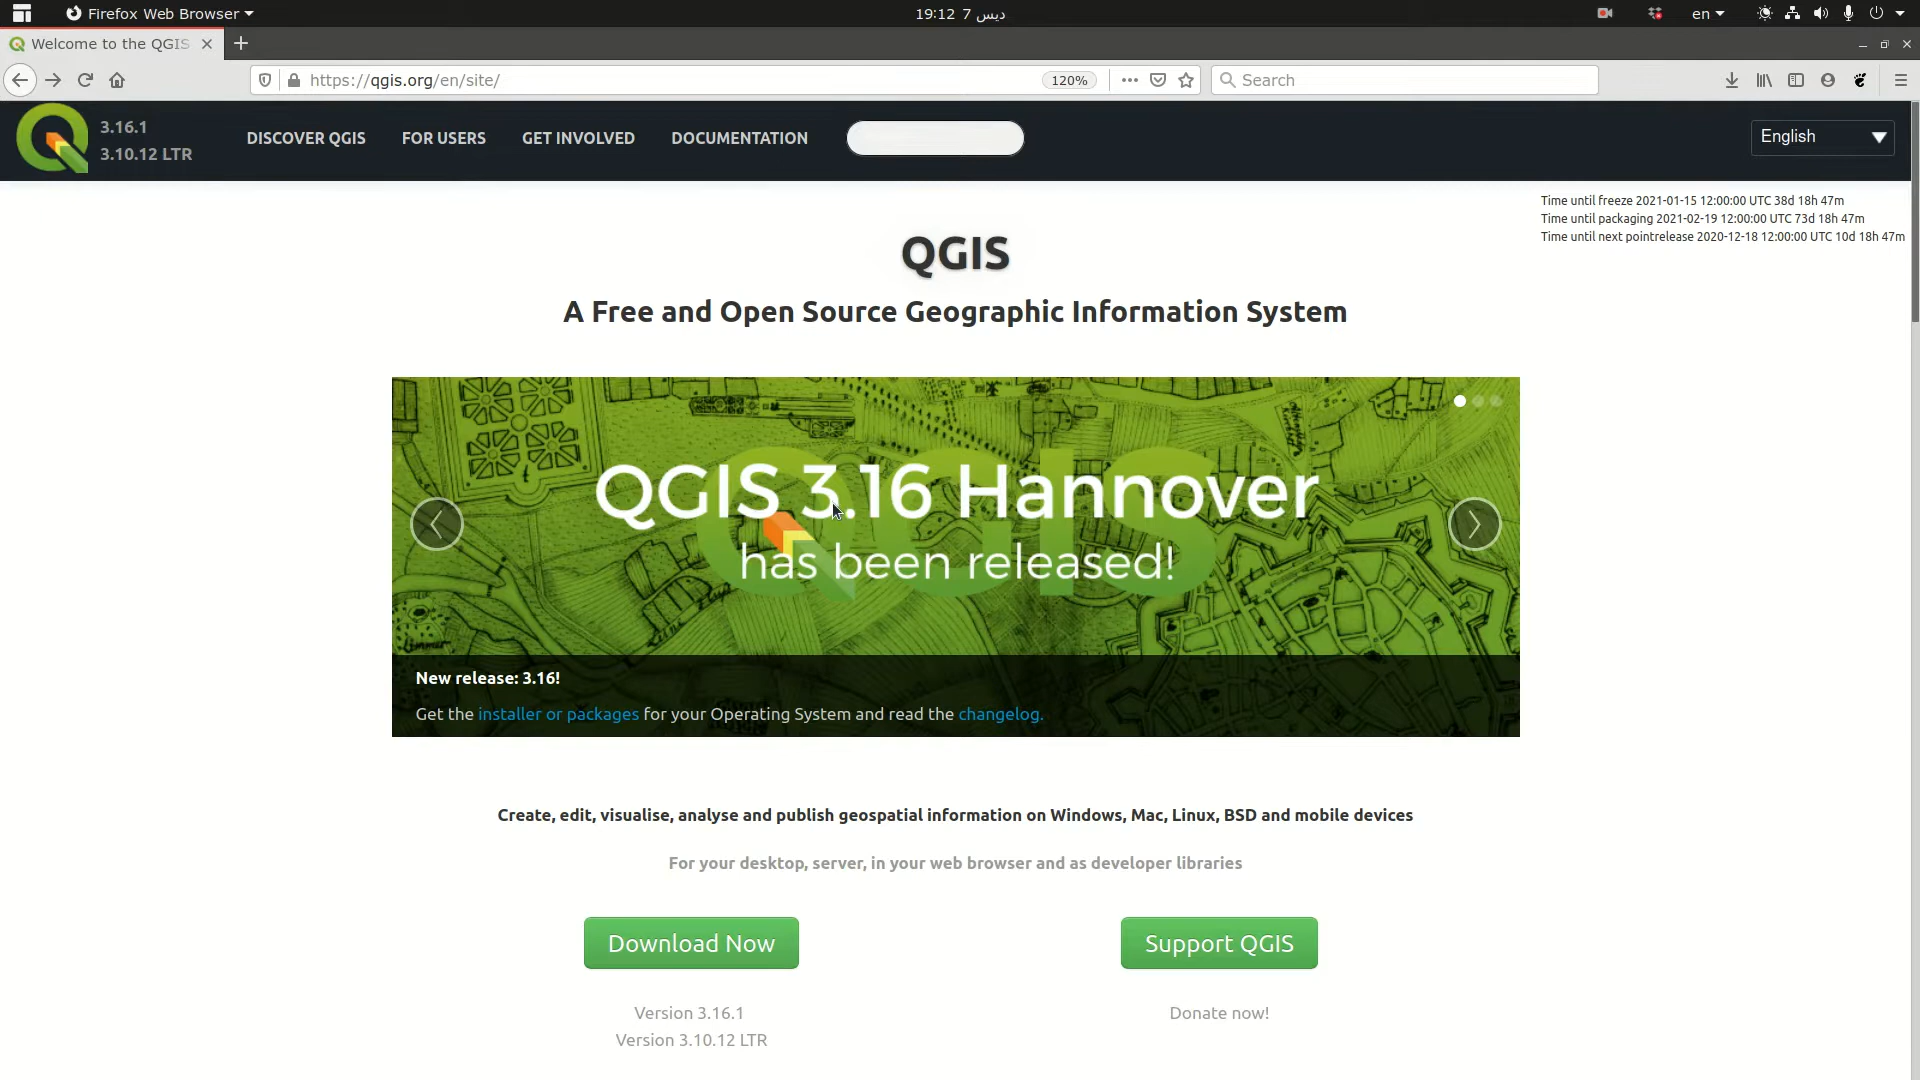 Firefox Web Browser
19:12 7 ديس
en
Welcome to the QGIS
https://qgis.org/en/site/
120%
Search
3.16.1
3.10.12 LTR
DISCOVER QGIS
FOR USERS
GET INVOLVED
DOCUMENTATION
English
Time until freeze 2021-01-15 12:00:00 UTC 38d 18h 47m
Time until packaging 2021-02-19 12:00:00 UTC 73d 18h 47m
Time until next pointrelease 2020-12-18 12:00:00 UTC 10d 18h 47m
QGIS
A Free and Open Source Geographic Information System
QGIS 3.16 Hannover
has been released!
QGIS
New release: 3.16!
Get the installer or packages for your Operating System and read the changelog.
Create, edit, visualise, analyse and publish geospatial information on Windows, Mac, Linux, BSD and mobile devices
For your desktop, server, in your web browser and as developer libraries
Download Now
Support QGIS
Version 3.16.1
Donate now!
Version 3.10.12 LTR